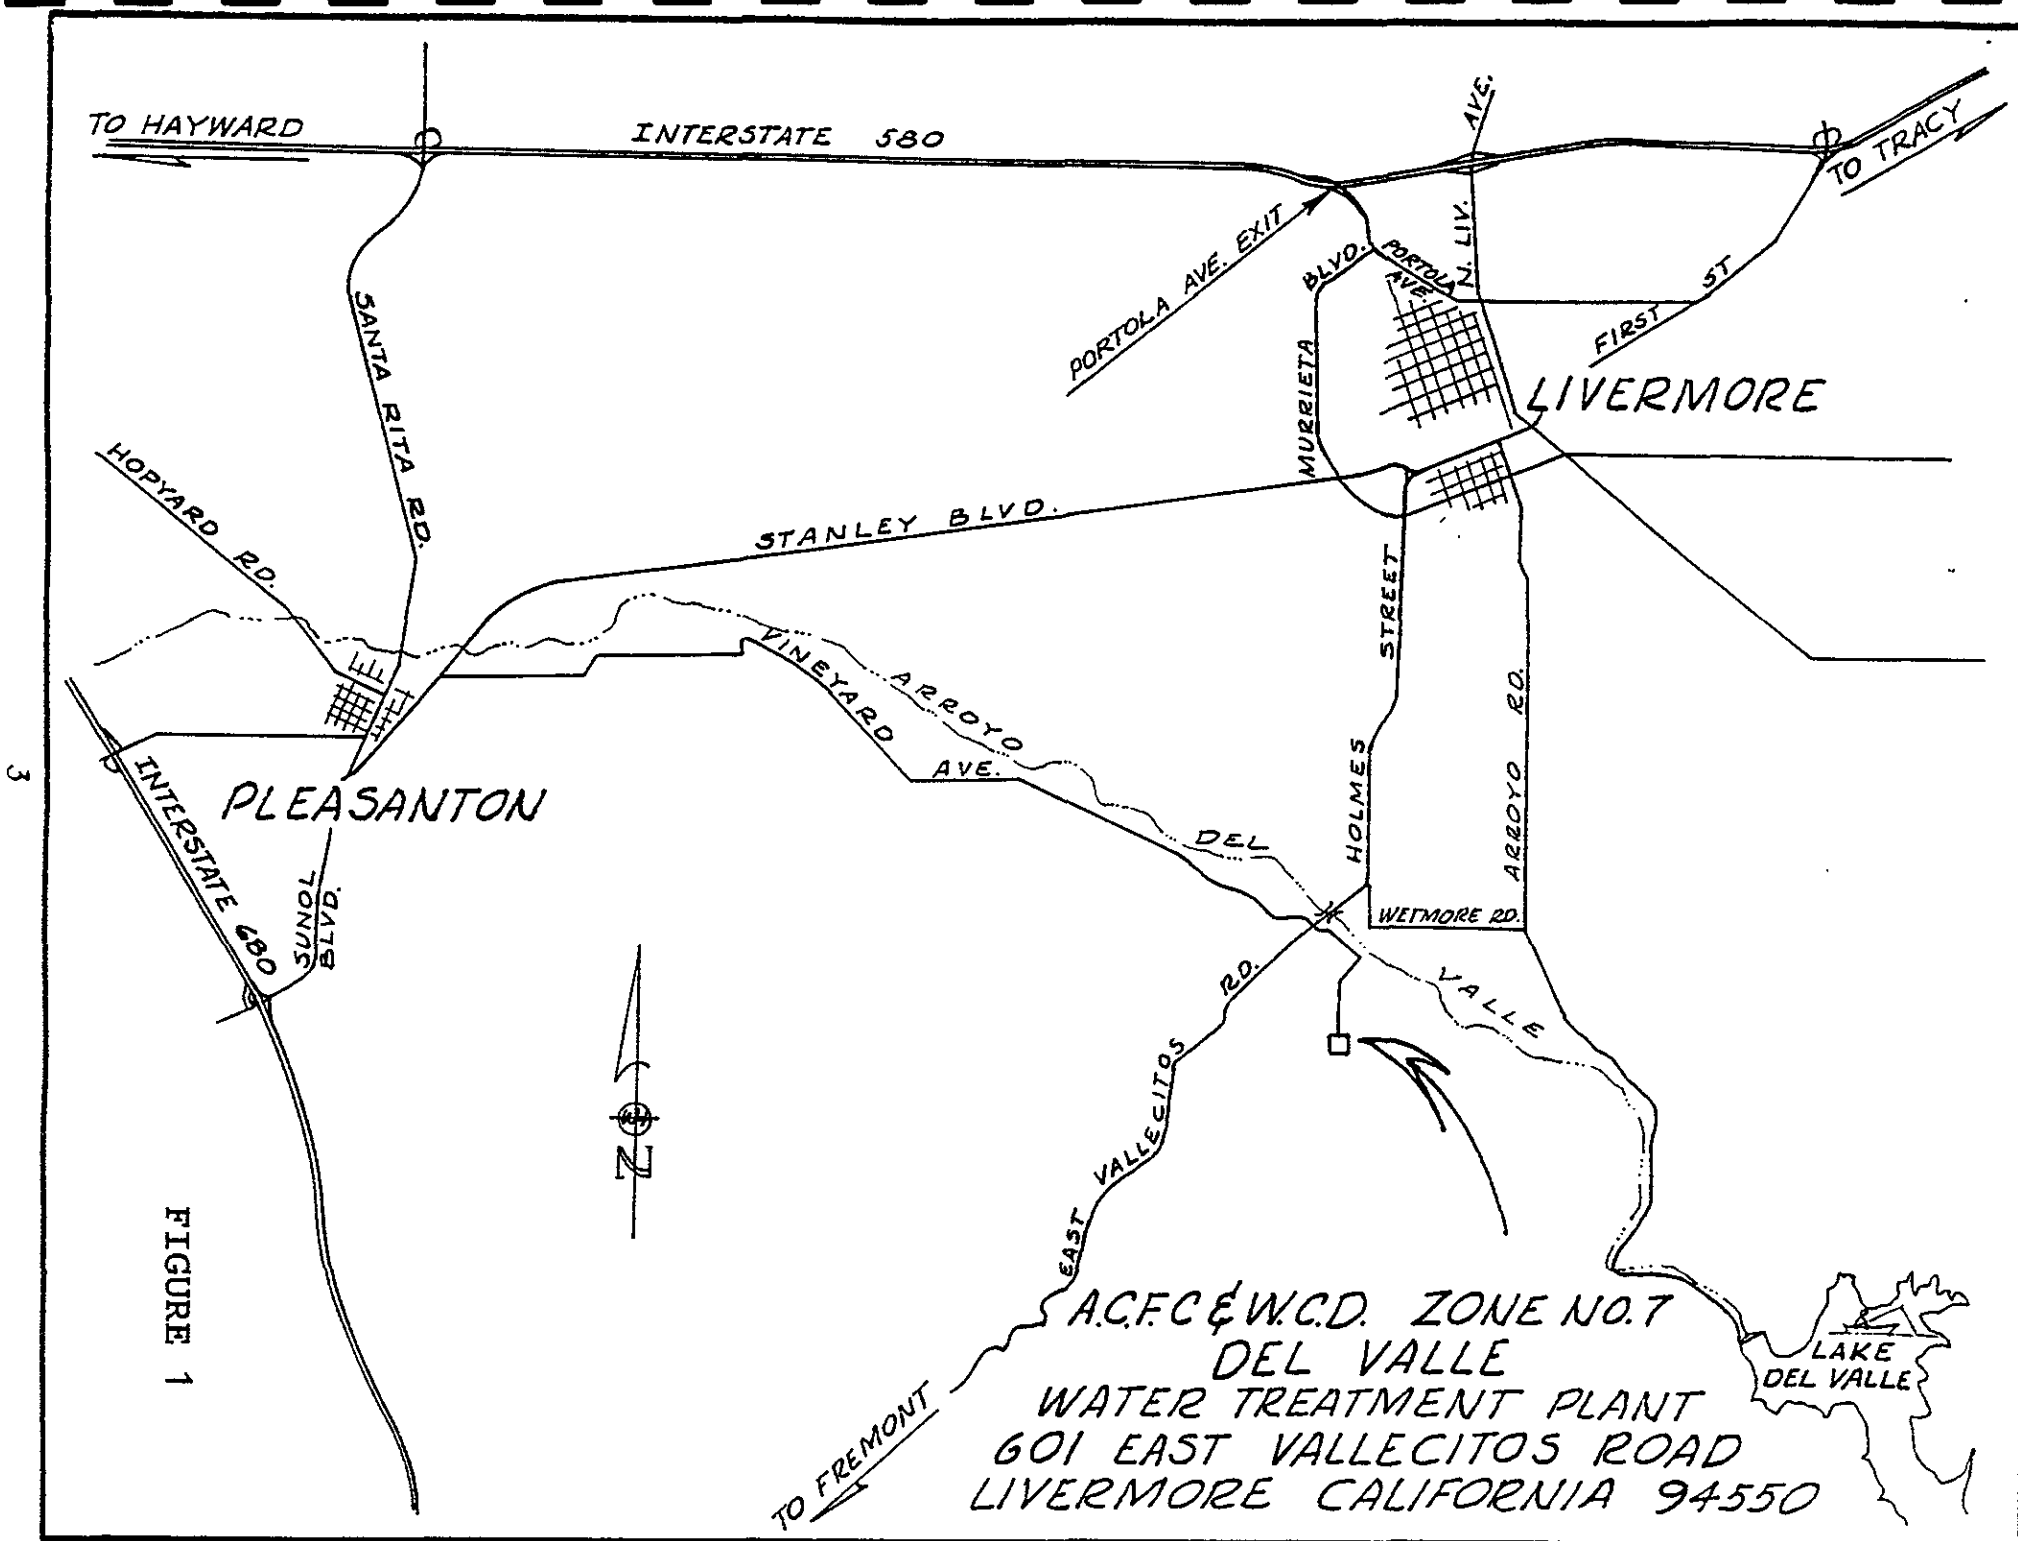 TO HAYWARD
INTERSTATE 580
AVE.
TO TRACY
PORTOLA AVE. EXIT
BLVD.
PORTOLA
AVE.
N. LIV.
FIRST ST
SANTA RITA RD.
MURRIETA
LIVERMORE
HOPYARD RD.
STANLEY BLVD.
STREET
VINEYARD
AVE.
ARROYO
DEL
VALLE
HOLMES
ARROYO RD.
WETMORE RD.
PLEASANTON
INTERSTATE 680
SUNOL
BLVD.
N
EAST VALLECITOS RD.
TO FREMONT
LAKE
DEL VALLE
A.C.F.C & W.C.D. ZONE NO. 7
DEL VALLE
WATER TREATMENT PLANT
601 EAST VALLECITOS ROAD
LIVERMORE CALIFORNIA 94550
FIGURE 1
3